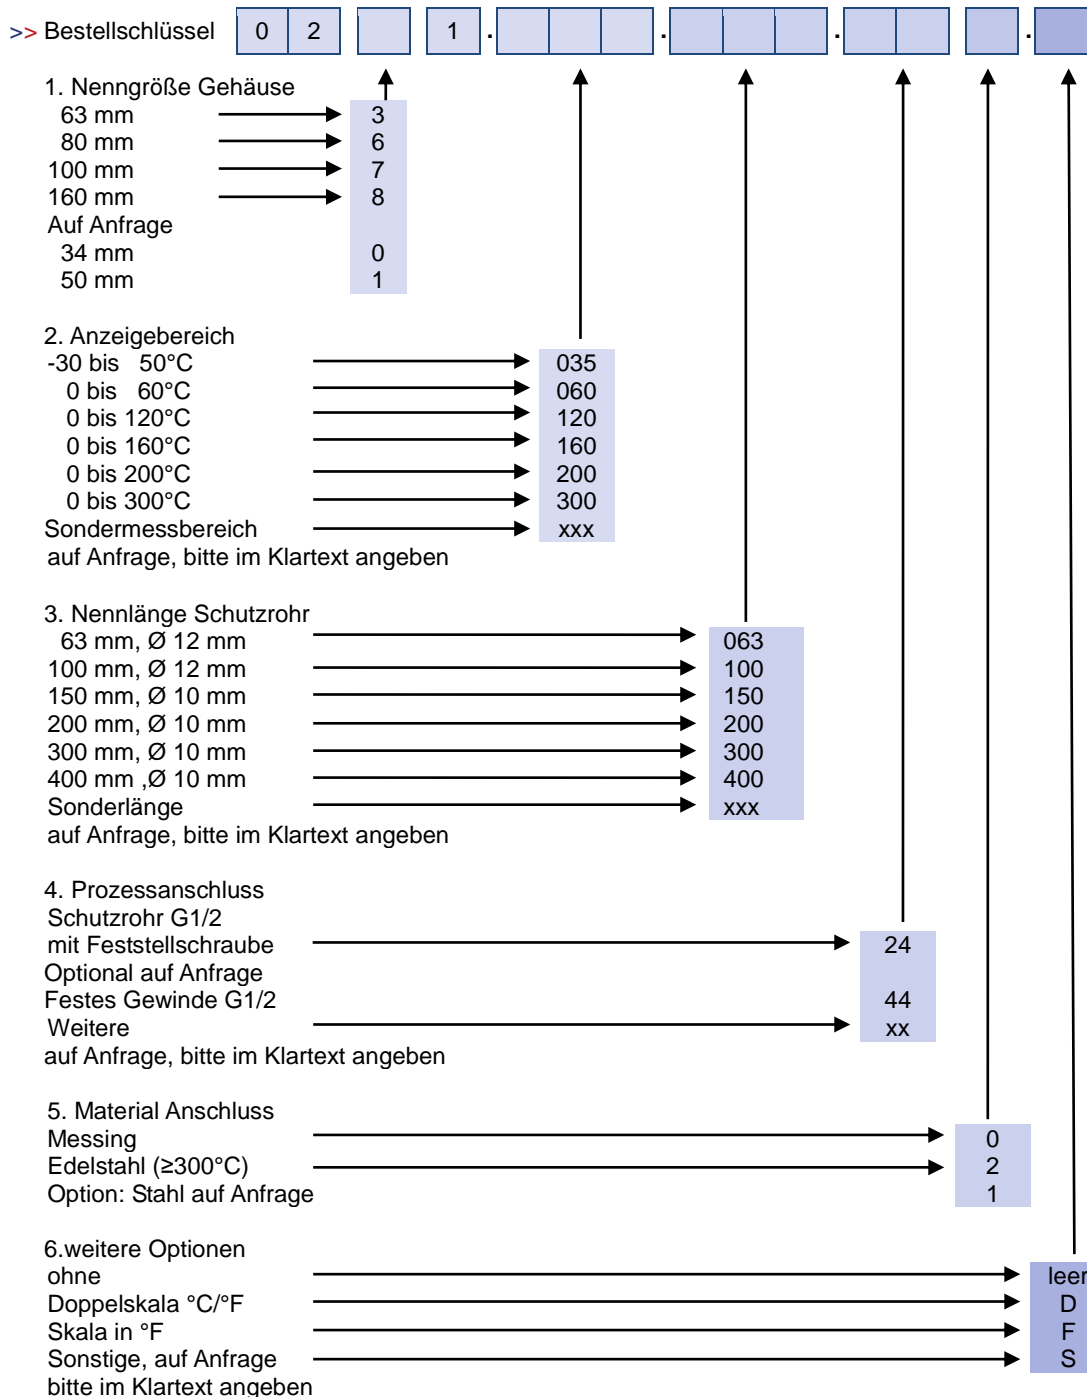 >> Bestellschlüssel 0 2 1 . . . .
1. Nenngröße Gehäuse
63 mm 3
80 mm 6
100 mm 7
160 mm 8
Auf Anfrage
34 mm 0
50 mm 1
2. Anzeigebereich
-30 bis 50°C 035
0 bis 60°C 060
0 bis 120°C 120
0 bis 160°C 160
0 bis 200°C 200
0 bis 300°C 300
Sondermessbereich xxx
auf Anfrage, bitte im Klartext angeben
3. Nennlänge Schutzrohr
63 mm, Ø 12 mm 063
100 mm, Ø 12 mm 100
150 mm, Ø 10 mm 150
200 mm, Ø 10 mm 200
300 mm, Ø 10 mm 300
400 mm ,Ø 10 mm 400
Sonderlänge xxx
auf Anfrage, bitte im Klartext angeben
4. Prozessanschluss
Schutzrohr G1/2
mit Feststellschraube 24
Optional auf Anfrage
Festes Gewinde G1/2 44
Weitere xx
auf Anfrage, bitte im Klartext angeben
5. Material Anschluss
Messing 0
Edelstahl (≥300°C) 2
Option: Stahl auf Anfrage 1
6.weitere Optionen
ohne leer
Doppelskala °C/°F D
Skala in °F F
Sonstige, auf Anfrage S
bitte im Klartext angeben